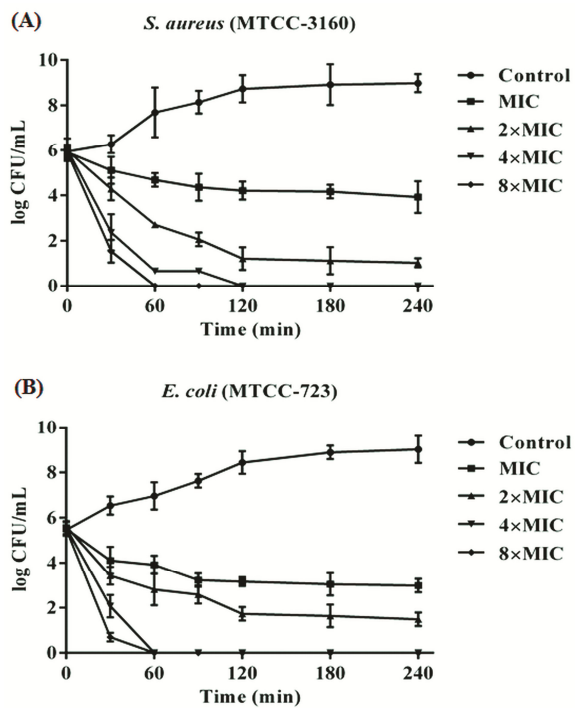 (A)
S. aureus (MTCC-3160)
10
8
6
4
2
0
log CFU/mL
0 60 120 180 240
Time (min)
Control
MIC
2×MIC
4×MIC
8×MIC
(B)
E. coli (MTCC-723)
10
8
6
4
2
0
log CFU/mL
0 60 120 180 240
Time (min)
Control
MIC
2×MIC
4×MIC
8×MIC